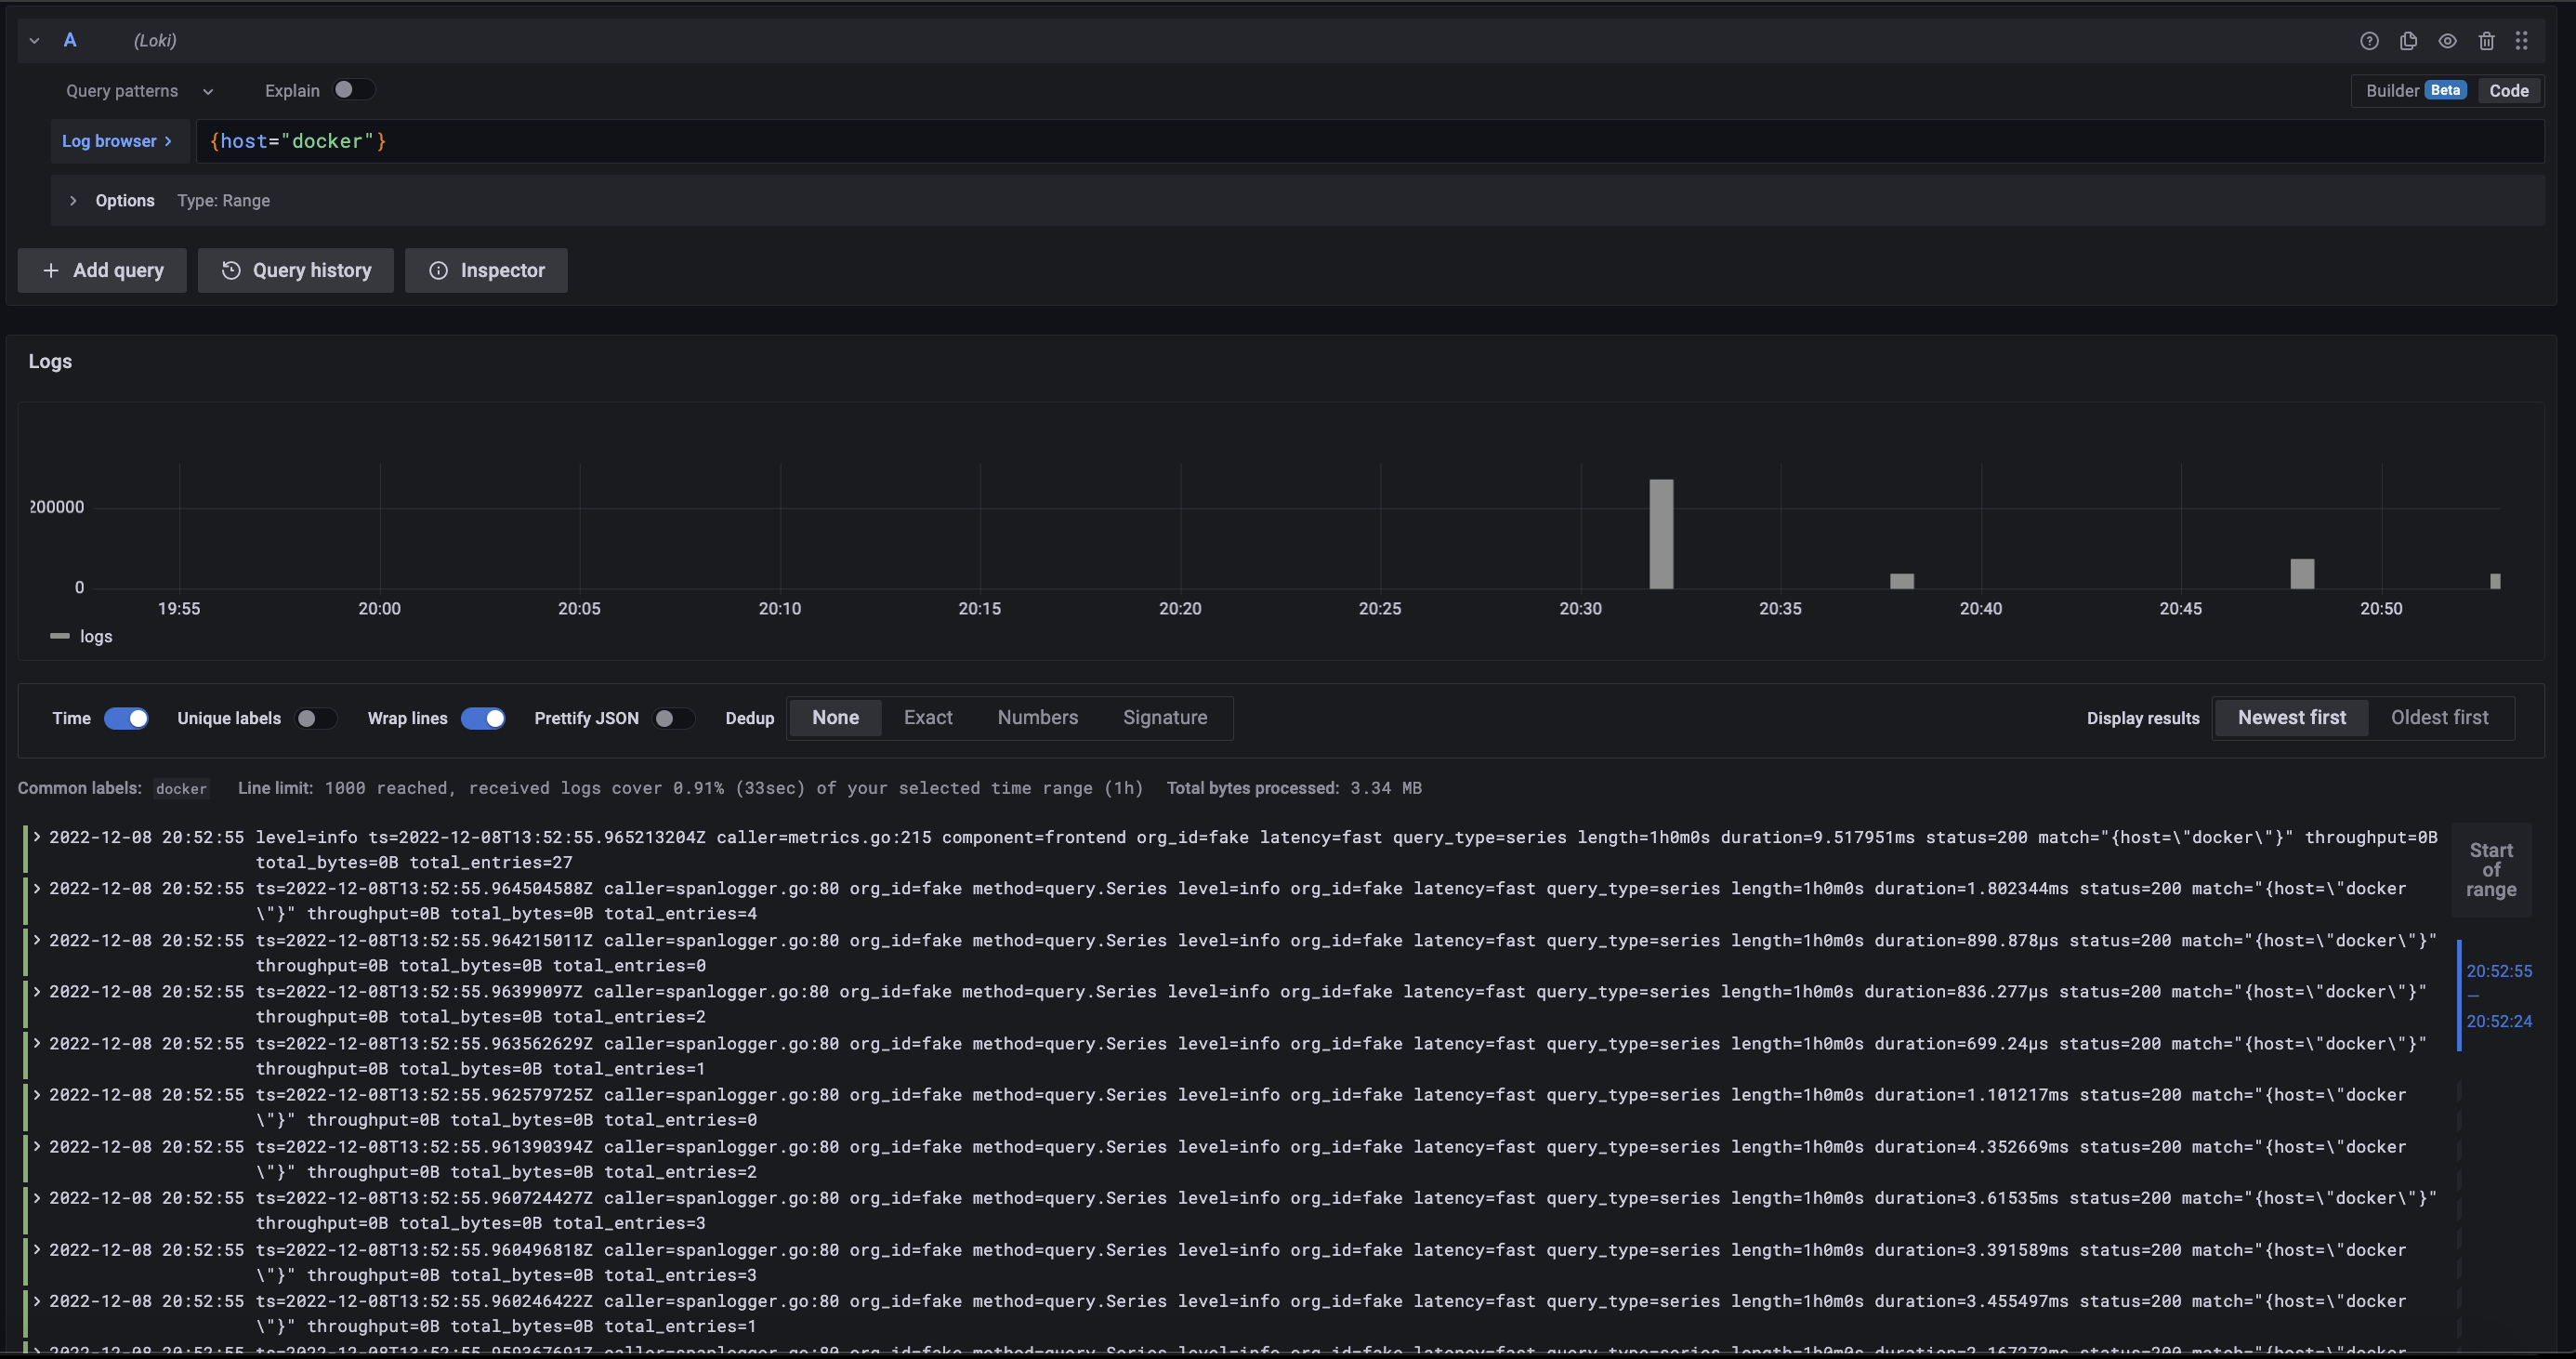 A (Loki)
Query patterns Explain Builder Beta Code
Log browser > {host="docker"}
> Options Type: Range
+ Add query Query history Inspector
Logs
200000
0
19:55 20:00 20:05 20:10 20:15 20:20 20:25 20:30 20:35 20:40 20:45 20:50
logs
Time Unique labels Wrap lines Prettify JSON Dedup None Exact Numbers Signature Display results Newest first Oldest first
Common labels: docker Line limit: 1000 reached, received logs cover 0.91% (33sec) of your selected time range (1h) Total bytes processed: 3.34 MB
> 2022-12-08 20:52:55 level=info ts=2022-12-08T13:52:55.965213204Z caller=metrics.go:215 component=frontend org_id=fake latency=fast query_type=series length=1h0m0s duration=9.517951ms status=200 match="{host=\"docker\"}" throughput=0B
total_bytes=0B total_entries=27
> 2022-12-08 20:52:55 ts=2022-12-08T13:52:55.964504588Z caller=spanlogger.go:80 org_id=fake method=query.Series level=info org_id=fake latency=fast query_type=series length=1h0m0s duration=1.802344ms status=200 match="{host=\"docker
\"}" throughput=0B total_bytes=0B total_entries=4
> 2022-12-08 20:52:55 ts=2022-12-08T13:52:55.964215011Z caller=spanlogger.go:80 org_id=fake method=query.Series level=info org_id=fake latency=fast query_type=series length=1h0m0s duration=890.878µs status=200 match="{host=\"docker\"}"
throughput=0B total_bytes=0B total_entries=0
> 2022-12-08 20:52:55 ts=2022-12-08T13:52:55.96399097Z caller=spanlogger.go:80 org_id=fake method=query.Series level=info org_id=fake latency=fast query_type=series length=1h0m0s duration=836.277µs status=200 match="{host=\"docker\"}"
throughput=0B total_bytes=0B total_entries=2
> 2022-12-08 20:52:55 ts=2022-12-08T13:52:55.963562629Z caller=spanlogger.go:80 org_id=fake method=query.Series level=info org_id=fake latency=fast query_type=series length=1h0m0s duration=699.24µs status=200 match="{host=\"docker\"}"
throughput=0B total_bytes=0B total_entries=1
> 2022-12-08 20:52:55 ts=2022-12-08T13:52:55.962579725Z caller=spanlogger.go:80 org_id=fake method=query.Series level=info org_id=fake latency=fast query_type=series length=1h0m0s duration=1.101217ms status=200 match="{host=\"docker
\"}" throughput=0B total_bytes=0B total_entries=0
> 2022-12-08 20:52:55 ts=2022-12-08T13:52:55.961390394Z caller=spanlogger.go:80 org_id=fake method=query.Series level=info org_id=fake latency=fast query_type=series length=1h0m0s duration=4.352669ms status=200 match="{host=\"docker
\"}" throughput=0B total_bytes=0B total_entries=2
> 2022-12-08 20:52:55 ts=2022-12-08T13:52:55.960724427Z caller=spanlogger.go:80 org_id=fake method=query.Series level=info org_id=fake latency=fast query_type=series length=1h0m0s duration=3.61535ms status=200 match="{host=\"docker\"}"
throughput=0B total_bytes=0B total_entries=3
> 2022-12-08 20:52:55 ts=2022-12-08T13:52:55.960496818Z caller=spanlogger.go:80 org_id=fake method=query.Series level=info org_id=fake latency=fast query_type=series length=1h0m0s duration=3.391589ms status=200 match="{host=\"docker
\"}" throughput=0B total_bytes=0B total_entries=3
> 2022-12-08 20:52:55 ts=2022-12-08T13:52:55.960246422Z caller=spanlogger.go:80 org_id=fake method=query.Series level=info org_id=fake latency=fast query_type=series length=1h0m0s duration=3.455497ms status=200 match="{host=\"docker
\"}" throughput=0B total_bytes=0B total_entries=1
Start
of
range
20:52:55
—
20:52:24